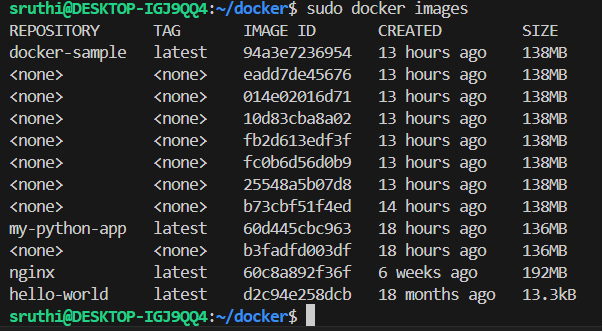 sruthi@DESKTOP-IGJ9QQ4:~/docker$ sudo docker images
REPOSITORY TAG IMAGE ID CREATED SIZE
docker-sample latest 94a3e7236954 13 hours ago 138MB
<none> <none> eadd7de45676 13 hours ago 138MB
<none> <none> 014e02016d71 13 hours ago 138MB
<none> <none> 10d83cba8a02 13 hours ago 138MB
<none> <none> fb2d613edf3f 13 hours ago 138MB
<none> <none> fc0b6d56d0b9 13 hours ago 138MB
<none> <none> 25548a5b07d8 13 hours ago 138MB
<none> <none> b73cbf51f4ed 14 hours ago 138MB
my-python-app latest 60d445cbc963 18 hours ago 136MB
<none> <none> b3fadfd003df 18 hours ago 136MB
nginx latest 60c8a892f36f 6 weeks ago 192MB
hello-world latest d2c94e258dcb 18 months ago 13.3kB
sruthi@DESKTOP-IGJ9QQ4:~/docker$